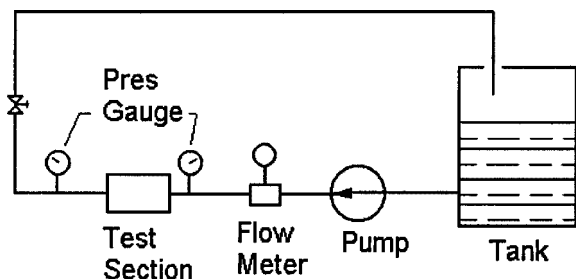 Pres
Gauge
Test
Section
Flow
Meter
Pump
Tank